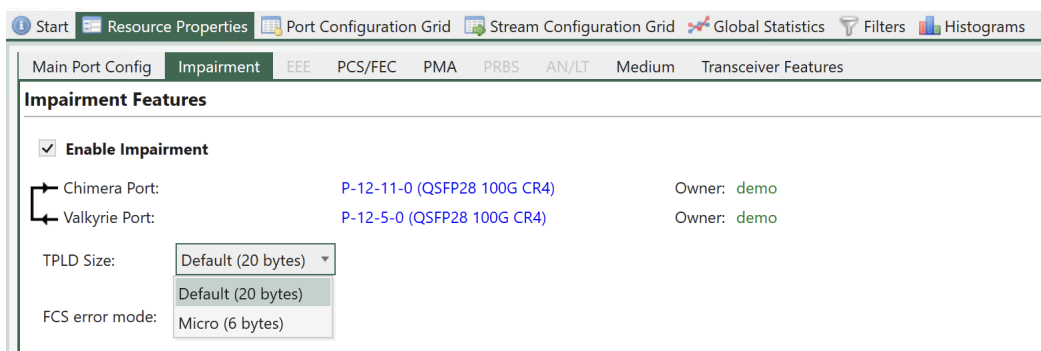 Start Resource Properties Port Configuration Grid Stream Configuration Grid Global Statistics Filters Histograms
Main Port Config Impairment EEE PCS/FEC PMA PRBS AN/LT Medium Transceiver Features
Impairment Features
Enable Impairment
Chimera Port: P-12-11-0 (QSFP28 100G CR4) Owner: demo
Valkyrie Port: P-12-5-0 (QSFP28 100G CR4) Owner: demo
TPLD Size: Default (20 bytes)
Default (20 bytes)
FCS error mode: Micro (6 bytes)